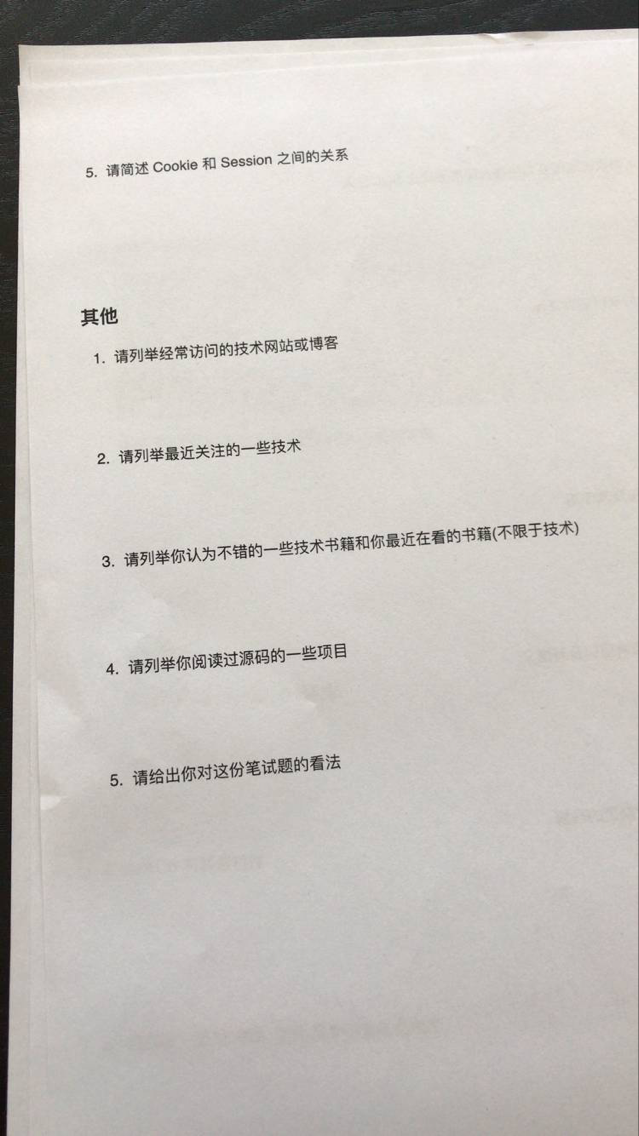 5. 请简述 Cookie 和 Session 之间的关系
其他
1. 请列举经常访问的技术网站或博客
2. 请列举最近关注的一些技术
3. 请列举你认为不错的一些技术书籍和你最近在看的书籍(不限于技术)
4. 请列举你阅读过源码的一些项目
5. 请给出你对这份笔试题的看法